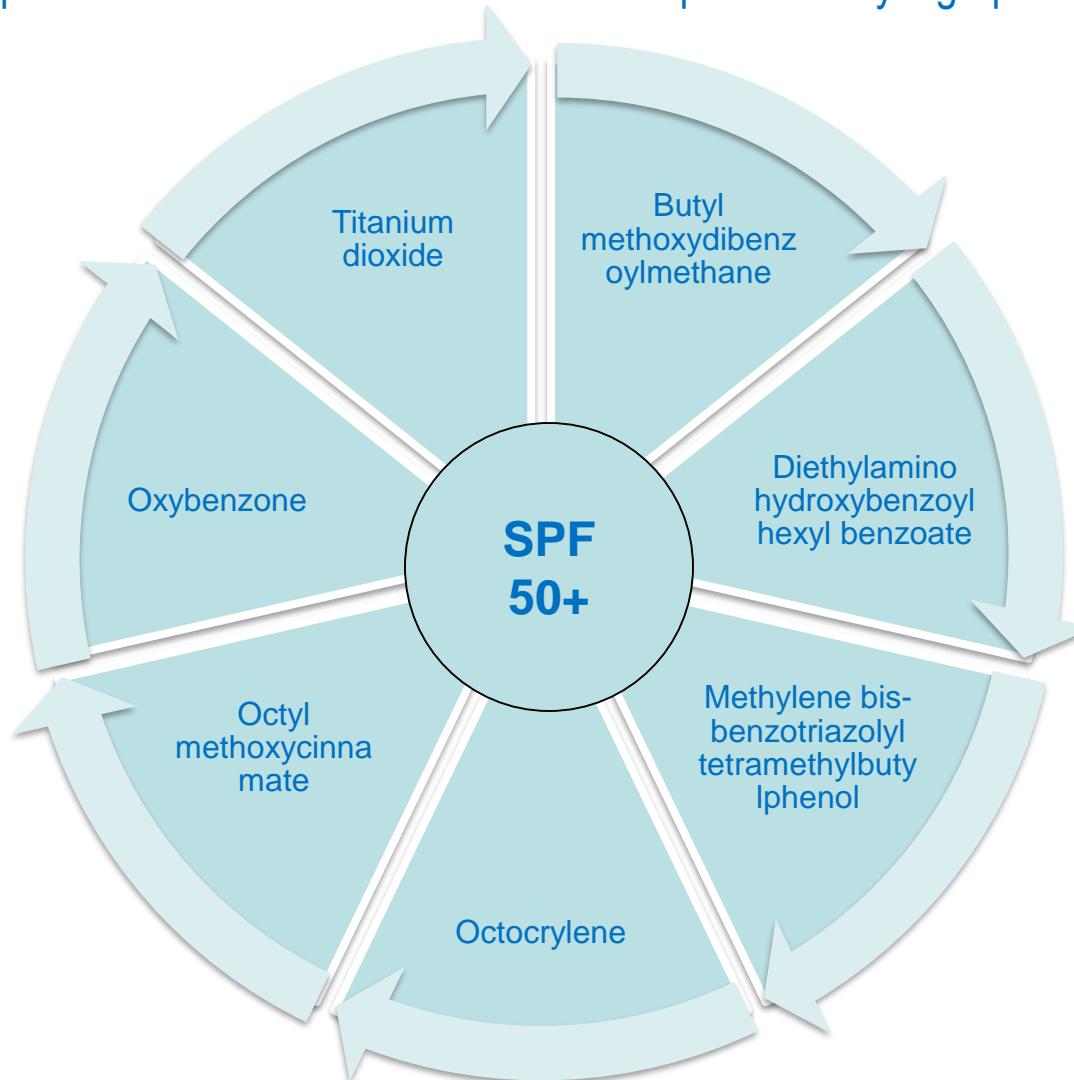 SPF
50+
Butyl
methoxydibenz
oylmethane
Diethylamino
hydroxybenzoyl
hexyl benzoate
Methylene bis-
benzotriazolyl
tetramethylbuty
lphenol
Octocrylene
Octyl
methoxycinna
mate
Oxybenzone
Titanium
dioxide